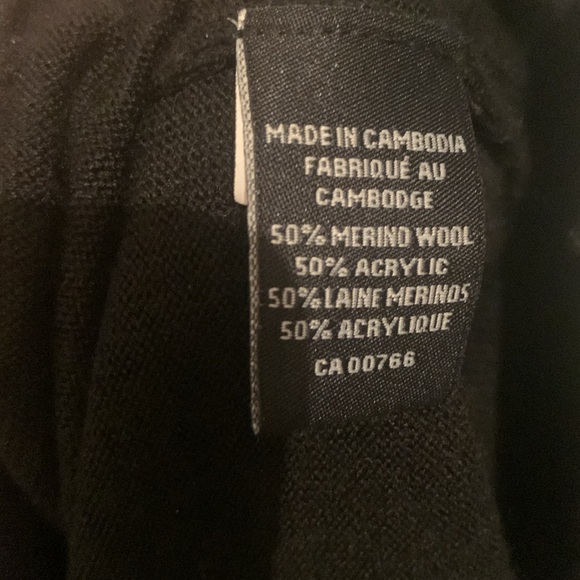 MADE IN CAMBODIA
FABRIQUÉ AU
CAMBODGE
50% MERINO WOOL
50% ACRYLIC
50% LAINE MERINOS
50% ACRYLIQUE
CA 00766